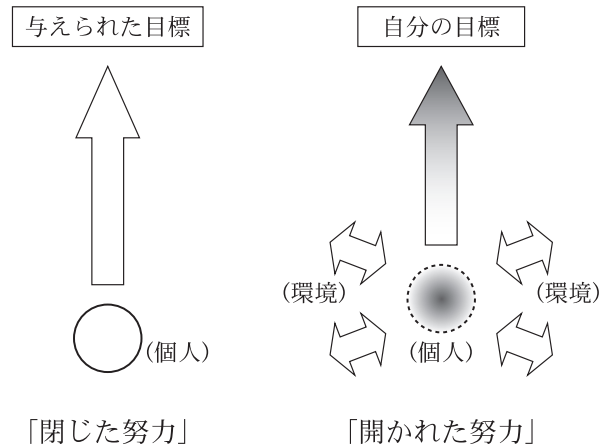 与えられた目標
自分の目標
(環境)
(環境)
(個人)
(個人)
「閉じた努力」
「開かれた努力」